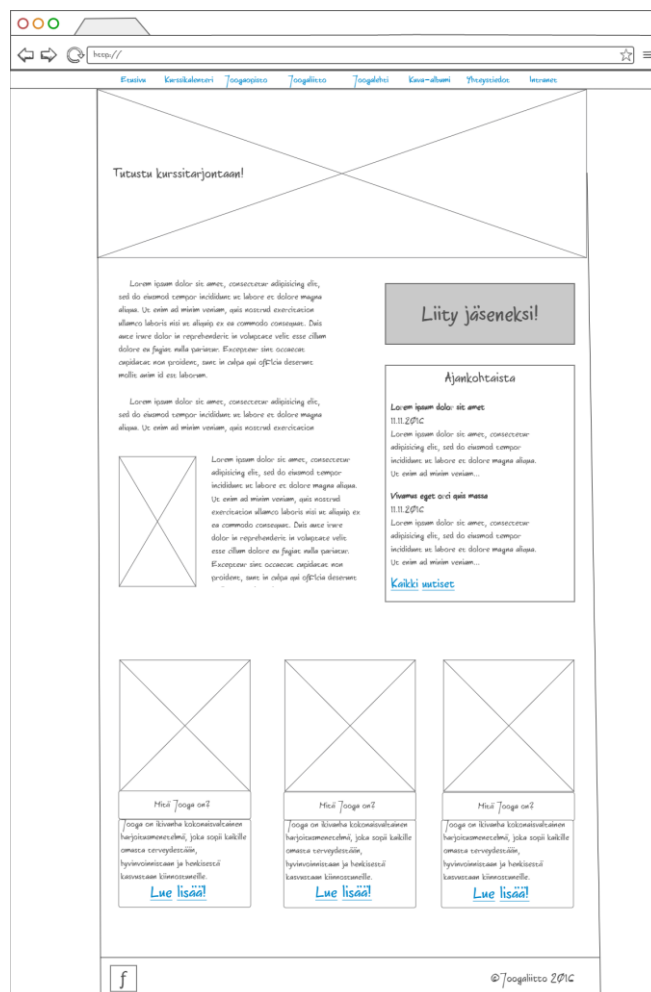 http://
Etusivu Kurssikalenteri Joogaopisto Joogaliitto Joogalehti Kuva-albumi Yhteystiedot Intranet
Tutustu kurssitarjontaan!
Lorem ipsum dolor sit amet, consectetur adipisicing elit,
sed do eiusmod tempor incididunt ut labore et dolore magna
aliqua. Ut enim ad minim veniam, quis nostrud exercitation
ullamco laboris nisi ut aliquip ex ea commodo consequat. Duis
aute irure dolor in reprehenderit in voluptate velit esse cillum
dolore eu fugiat nulla pariatur. Excepteur sint occaecat
cupidatat non proident, sunt in culpa qui officia deserunt
mollit anim id est laborum.
Lorem ipsum dolor sit amet, consectetur adipisicing elit,
sed do eiusmod tempor incididunt ut labore et dolore magna
aliqua. Ut enim ad minim veniam, quis nostrud exercitation
Lorem ipsum dolor sit amet, consectetur
adipisicing elit, sed do eiusmod tempor
incididunt ut labore et dolore magna aliqua.
Ut enim ad minim veniam, quis nostrud
exercitation ullamco laboris nisi ut aliquip ex
ea commodo consequat. Duis aute irure
dolor in reprehenderit in voluptate velit
esse cillum dolore eu fugiat nulla pariatur.
Excepteur sint occaecat cupidatat non
proident, sunt in culpa qui officia deserunt
Liity jäseneksi!
Ajankohtaista
Lorem ipsum dolor sit amet
11.11.2016
Lorem ipsum dolor sit amet, consectetur
adipisicing elit, sed do eiusmod tempor
incididunt ut labore et dolore magna aliqua.
Ut enim ad minim veniam...
Vivamus eget orci quis massa
11.11.2016
Lorem ipsum dolor sit amet, consectetur
adipisicing elit, sed do eiusmod tempor
incididunt ut labore et dolore magna aliqua.
Ut enim ad minim veniam...
Kaikki uutiset
Mitä Jooga on?
Jooga on ikivanha kokonaisvaltainen
harjoitusmenetelmä, joka sopii kaikille
omasta terveydestään,
hyvinvoinnistaan ja henkisestä
kasvustaan kiinnostuneille.
Lue lisää!
Mitä Jooga on?
Jooga on ikivanha kokonaisvaltainen
harjoitusmenetelmä, joka sopii kaikille
omasta terveydestään,
hyvinvoinnistaan ja henkisestä
kasvustaan kiinnostuneille.
Lue lisää!
Mitä Jooga on?
Jooga on ikivanha kokonaisvaltainen
harjoitusmenetelmä, joka sopii kaikille
omasta terveydestään,
hyvinvoinnistaan ja henkisestä
kasvustaan kiinnostuneille.
Lue lisää!
f
©Joogaliitto 2016